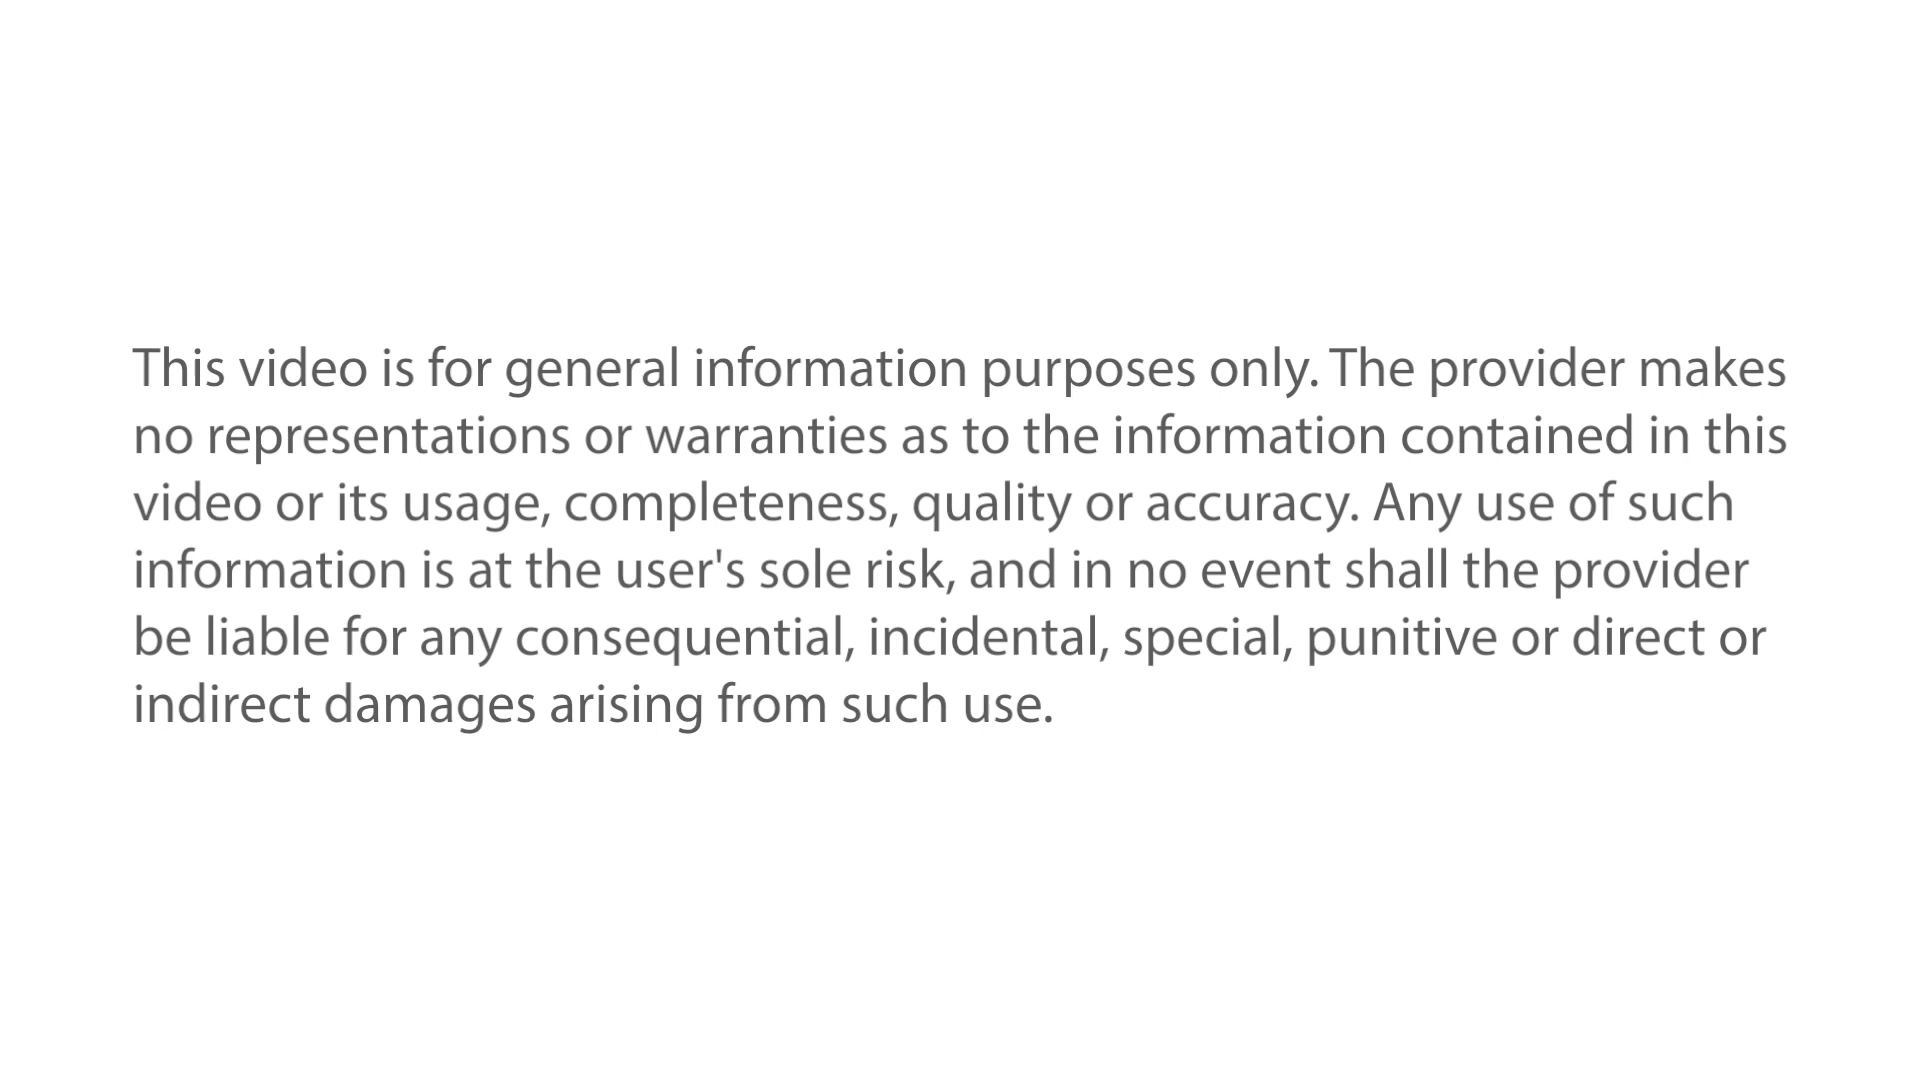 This video is for general information purposes only. The provider makes
no representations or warranties as to the information contained in this
video or its usage, completeness, quality or accuracy. Any use of such
information is at the user's sole risk, and in no event shall the provider
be liable for any consequential, incidental, special, punitive or direct or
indirect damages arising from such use.